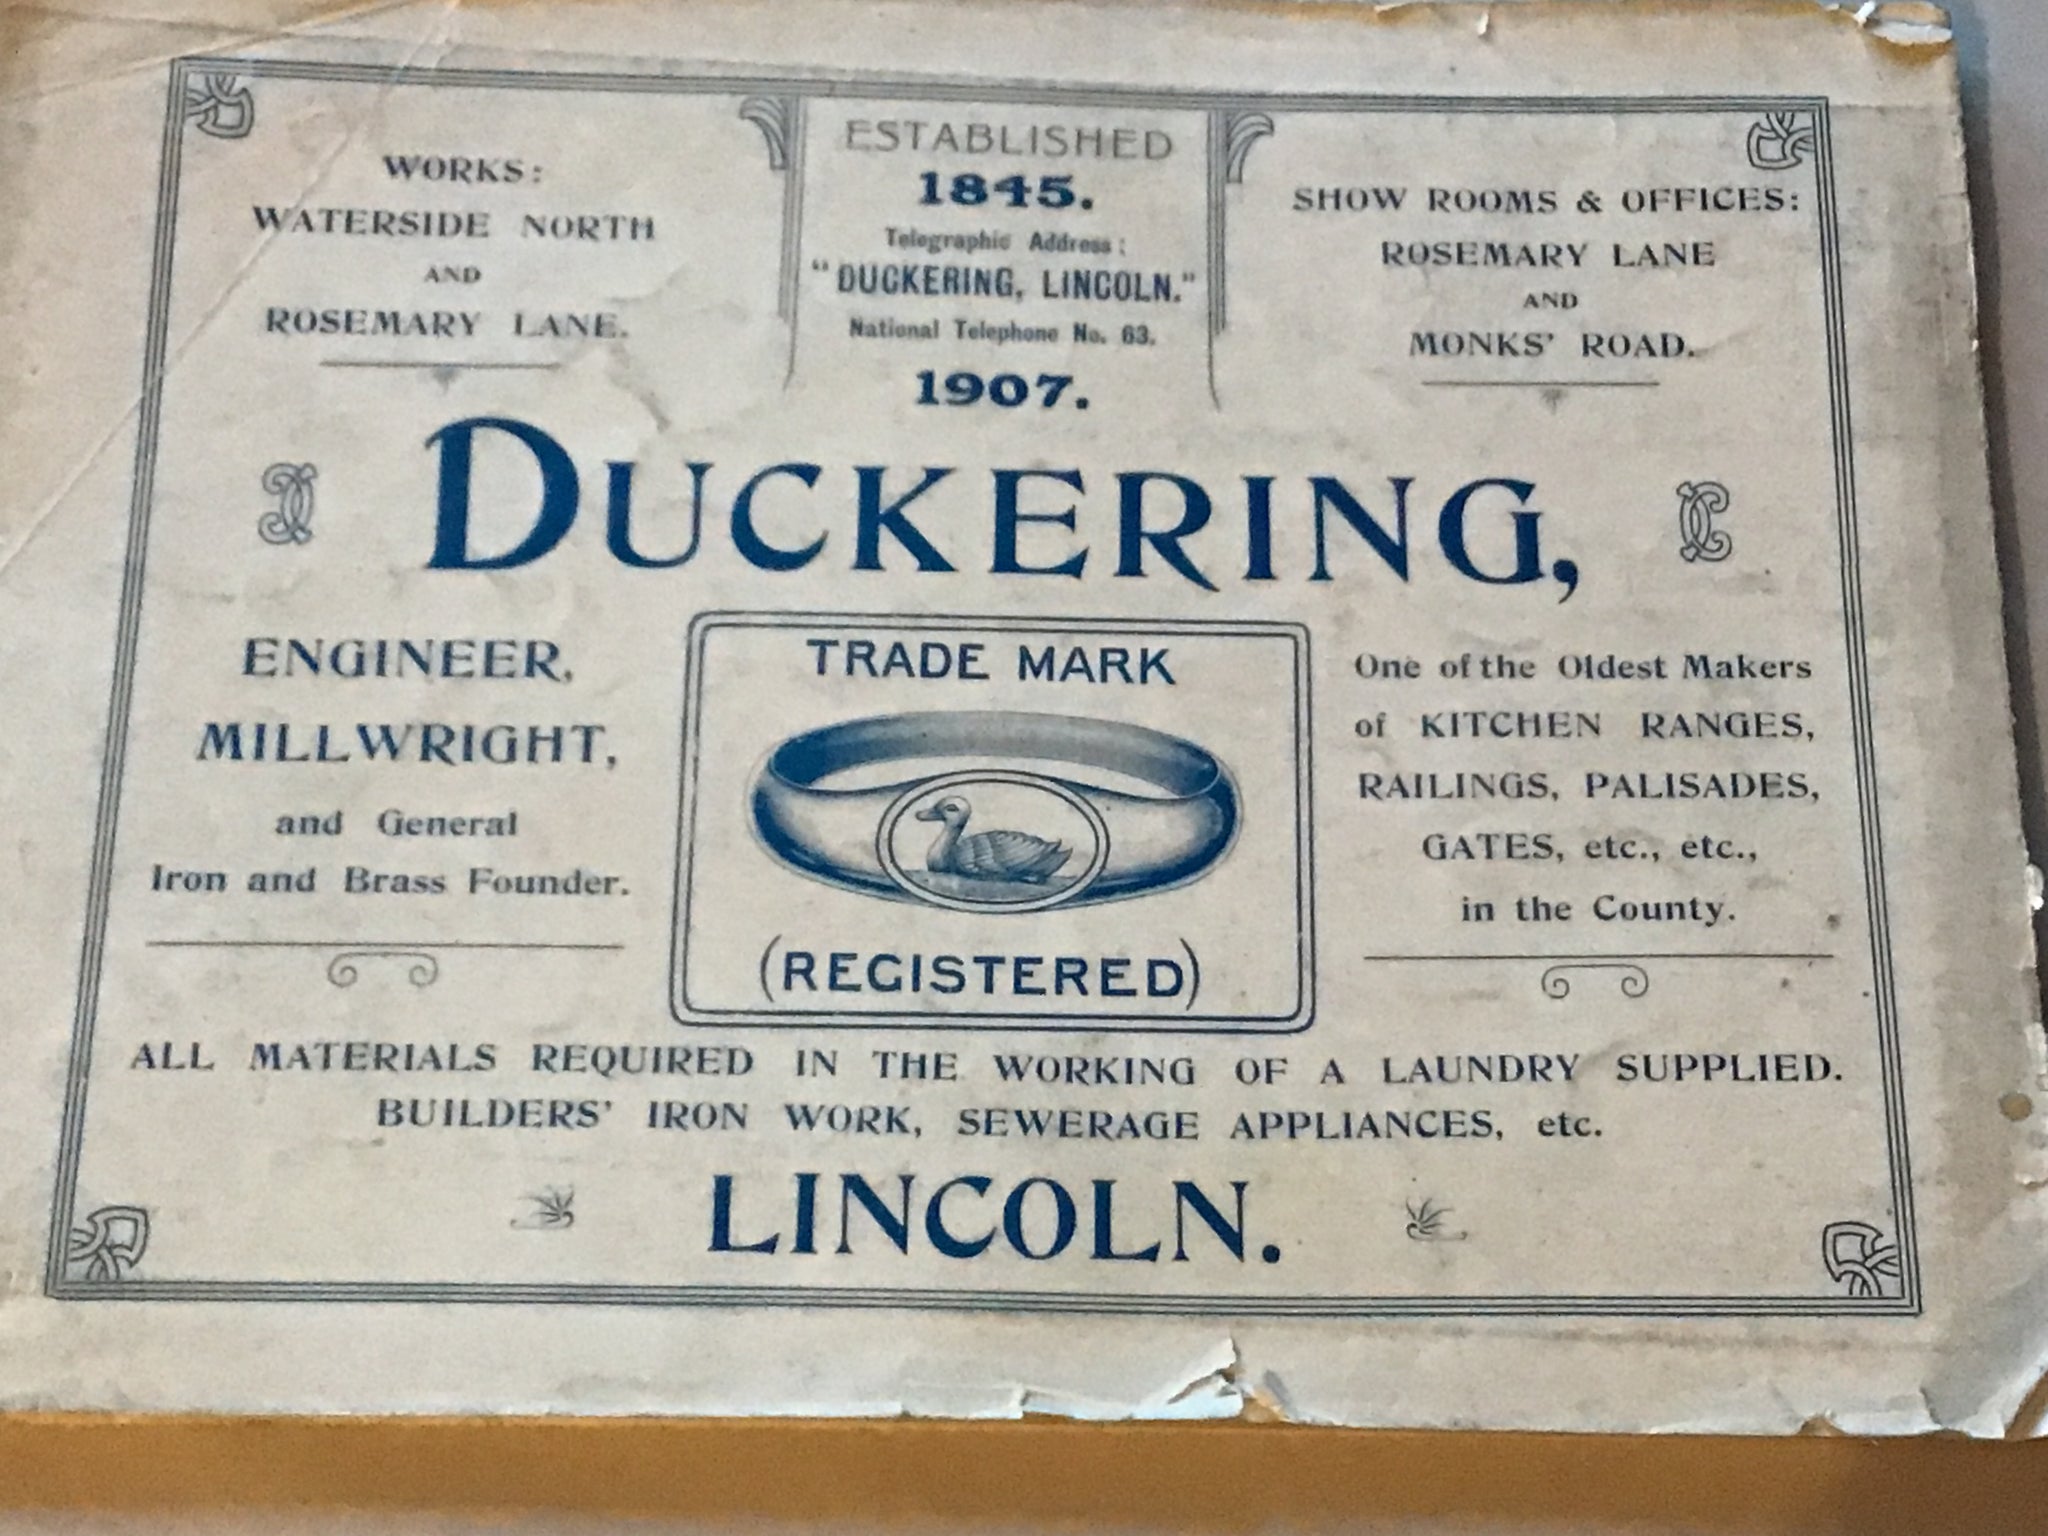 WORKS:
WATERSIDE NORTH
AND
ROSEMARY LANE.
ESTABLISHED
1845.
Telegraphic Address:
"DUCKERING, LINCOLN."
National Telephone No. 63.
1907.
SHOW ROOMS & OFFICES:
ROSEMARY LANE
AND
MONKS' ROAD.
DUCKERING,
ENGINEER,
MILLWRIGHT,
and General
Iron and Brass Founder.
TRADE MARK
(REGISTERED)
One of the Oldest Makers
of KITCHEN RANGES,
RAILINGS, PALISADES,
GATES, etc., etc.,
in the County.
ALL MATERIALS REQUIRED IN THE WORKING OF A LAUNDRY SUPPLIED.
BUILDERS' IRON WORK, SEWERAGE APPLIANCES, etc.
LINCOLN.